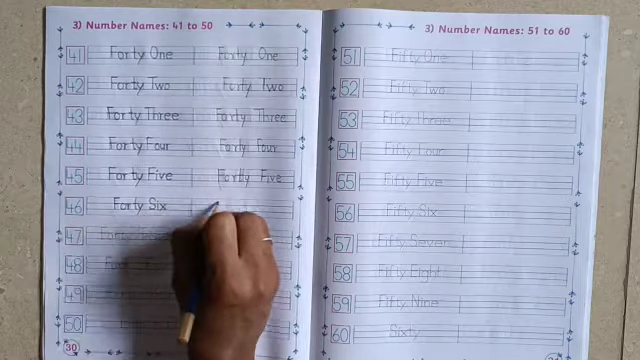 3) Number Names: 41 to 50
41 Forty One Forty One
42 Forty Two Forty Two
43 Forty Three Forty Three
44 Forty Four Forty Four
45 Forty Five Fortly Five
46 Forty Six
47
48
49
50
30
3) Number Names: 51 to 60
51 Fifty One
52 Fifty Two
53 Fifty Three
54 Fifty Four
55 Fifty Five
56 Fifty Six
57 Fifty Seven
58 Fifty Eight
59 Fifty Nine
60 Sixty